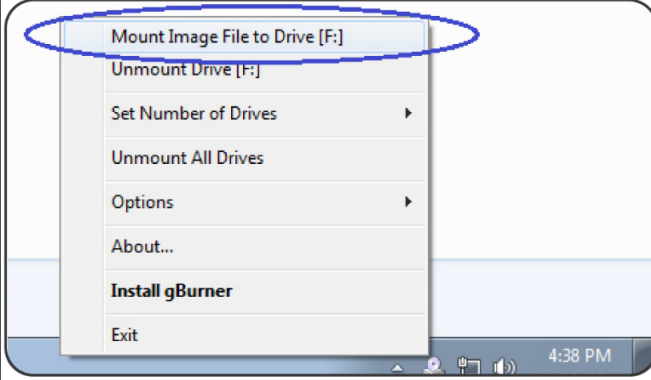 Mount Image File to Drive [F:]
Unmount Drive [F:]
Set Number of Drives
Unmount All Drives
Options
About...
Install gBurner
Exit
4:38 PM